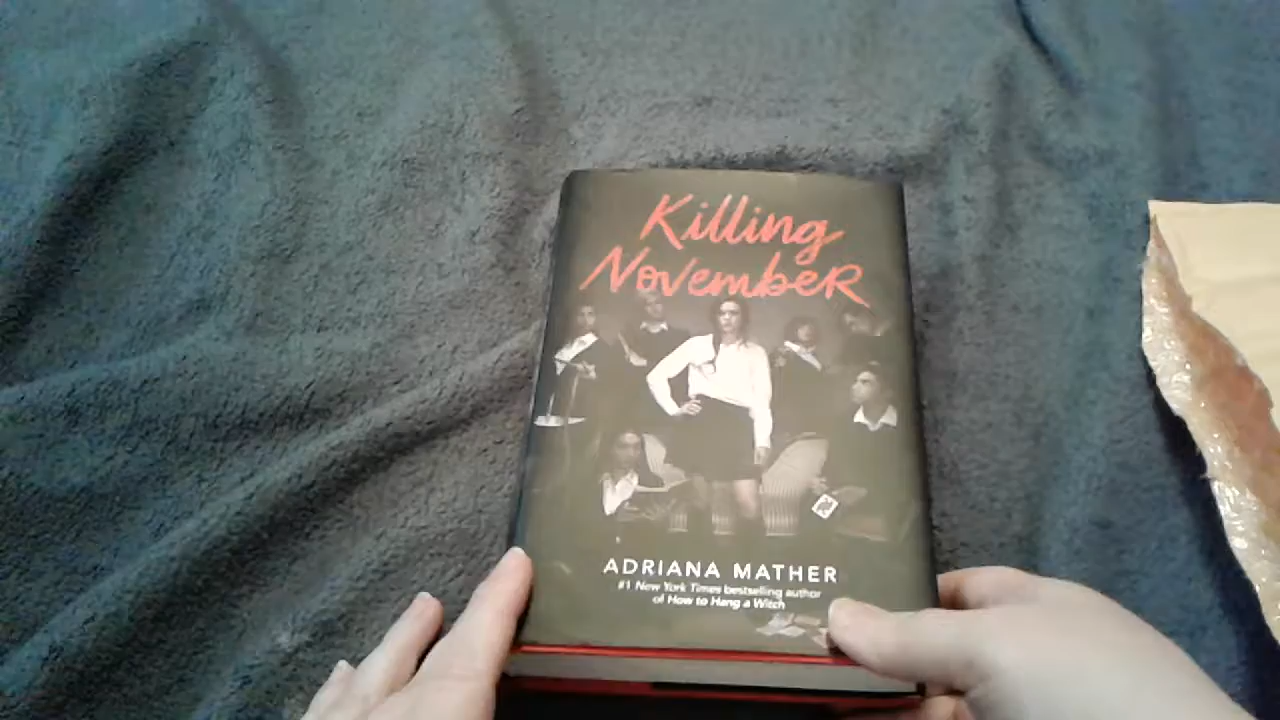 Killing
November
ADRIANA MATHER
#1 New York Times bestselling author
of How to Hang a Witch